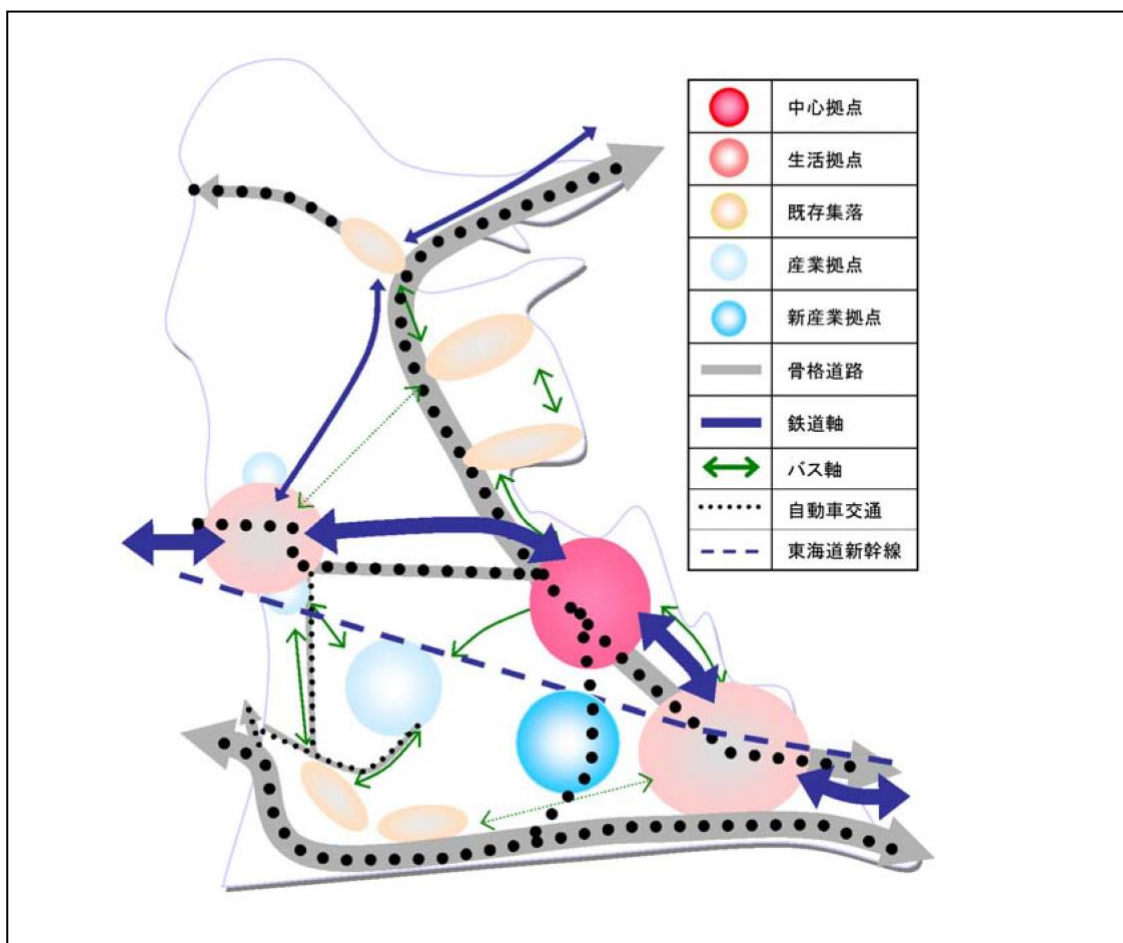 中心拠点
生活拠点
既存集落
産業拠点
新産業拠点
骨格道路
鉄道軸
バス軸
自動車交通
東海道新幹線